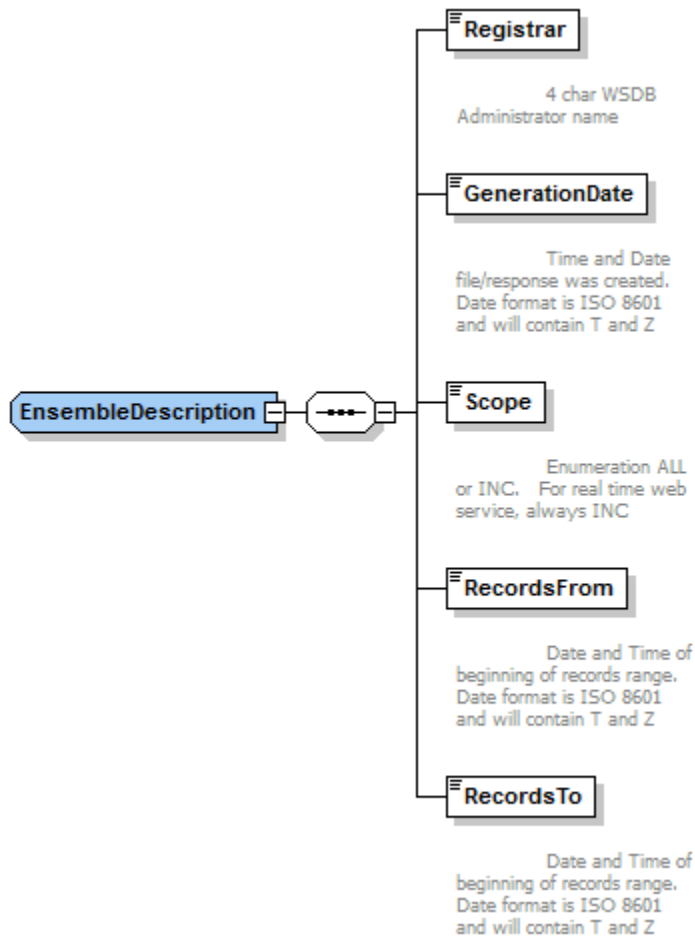 Registrar
4 char WSDB
Administrator name
GenerationDate
Time and Date
file/response was created.
Date format is ISO 8601
and will contain T and Z
EnsembleDescription
Scope
Enumeration ALL
or INC. For real time web
service, always INC
RecordsFrom
Date and Time of
beginning of records range.
Date format is ISO 8601
and will contain T and Z
RecordsTo
Date and Time of
beginning of records range.
Date format is ISO 8601
and will contain T and Z